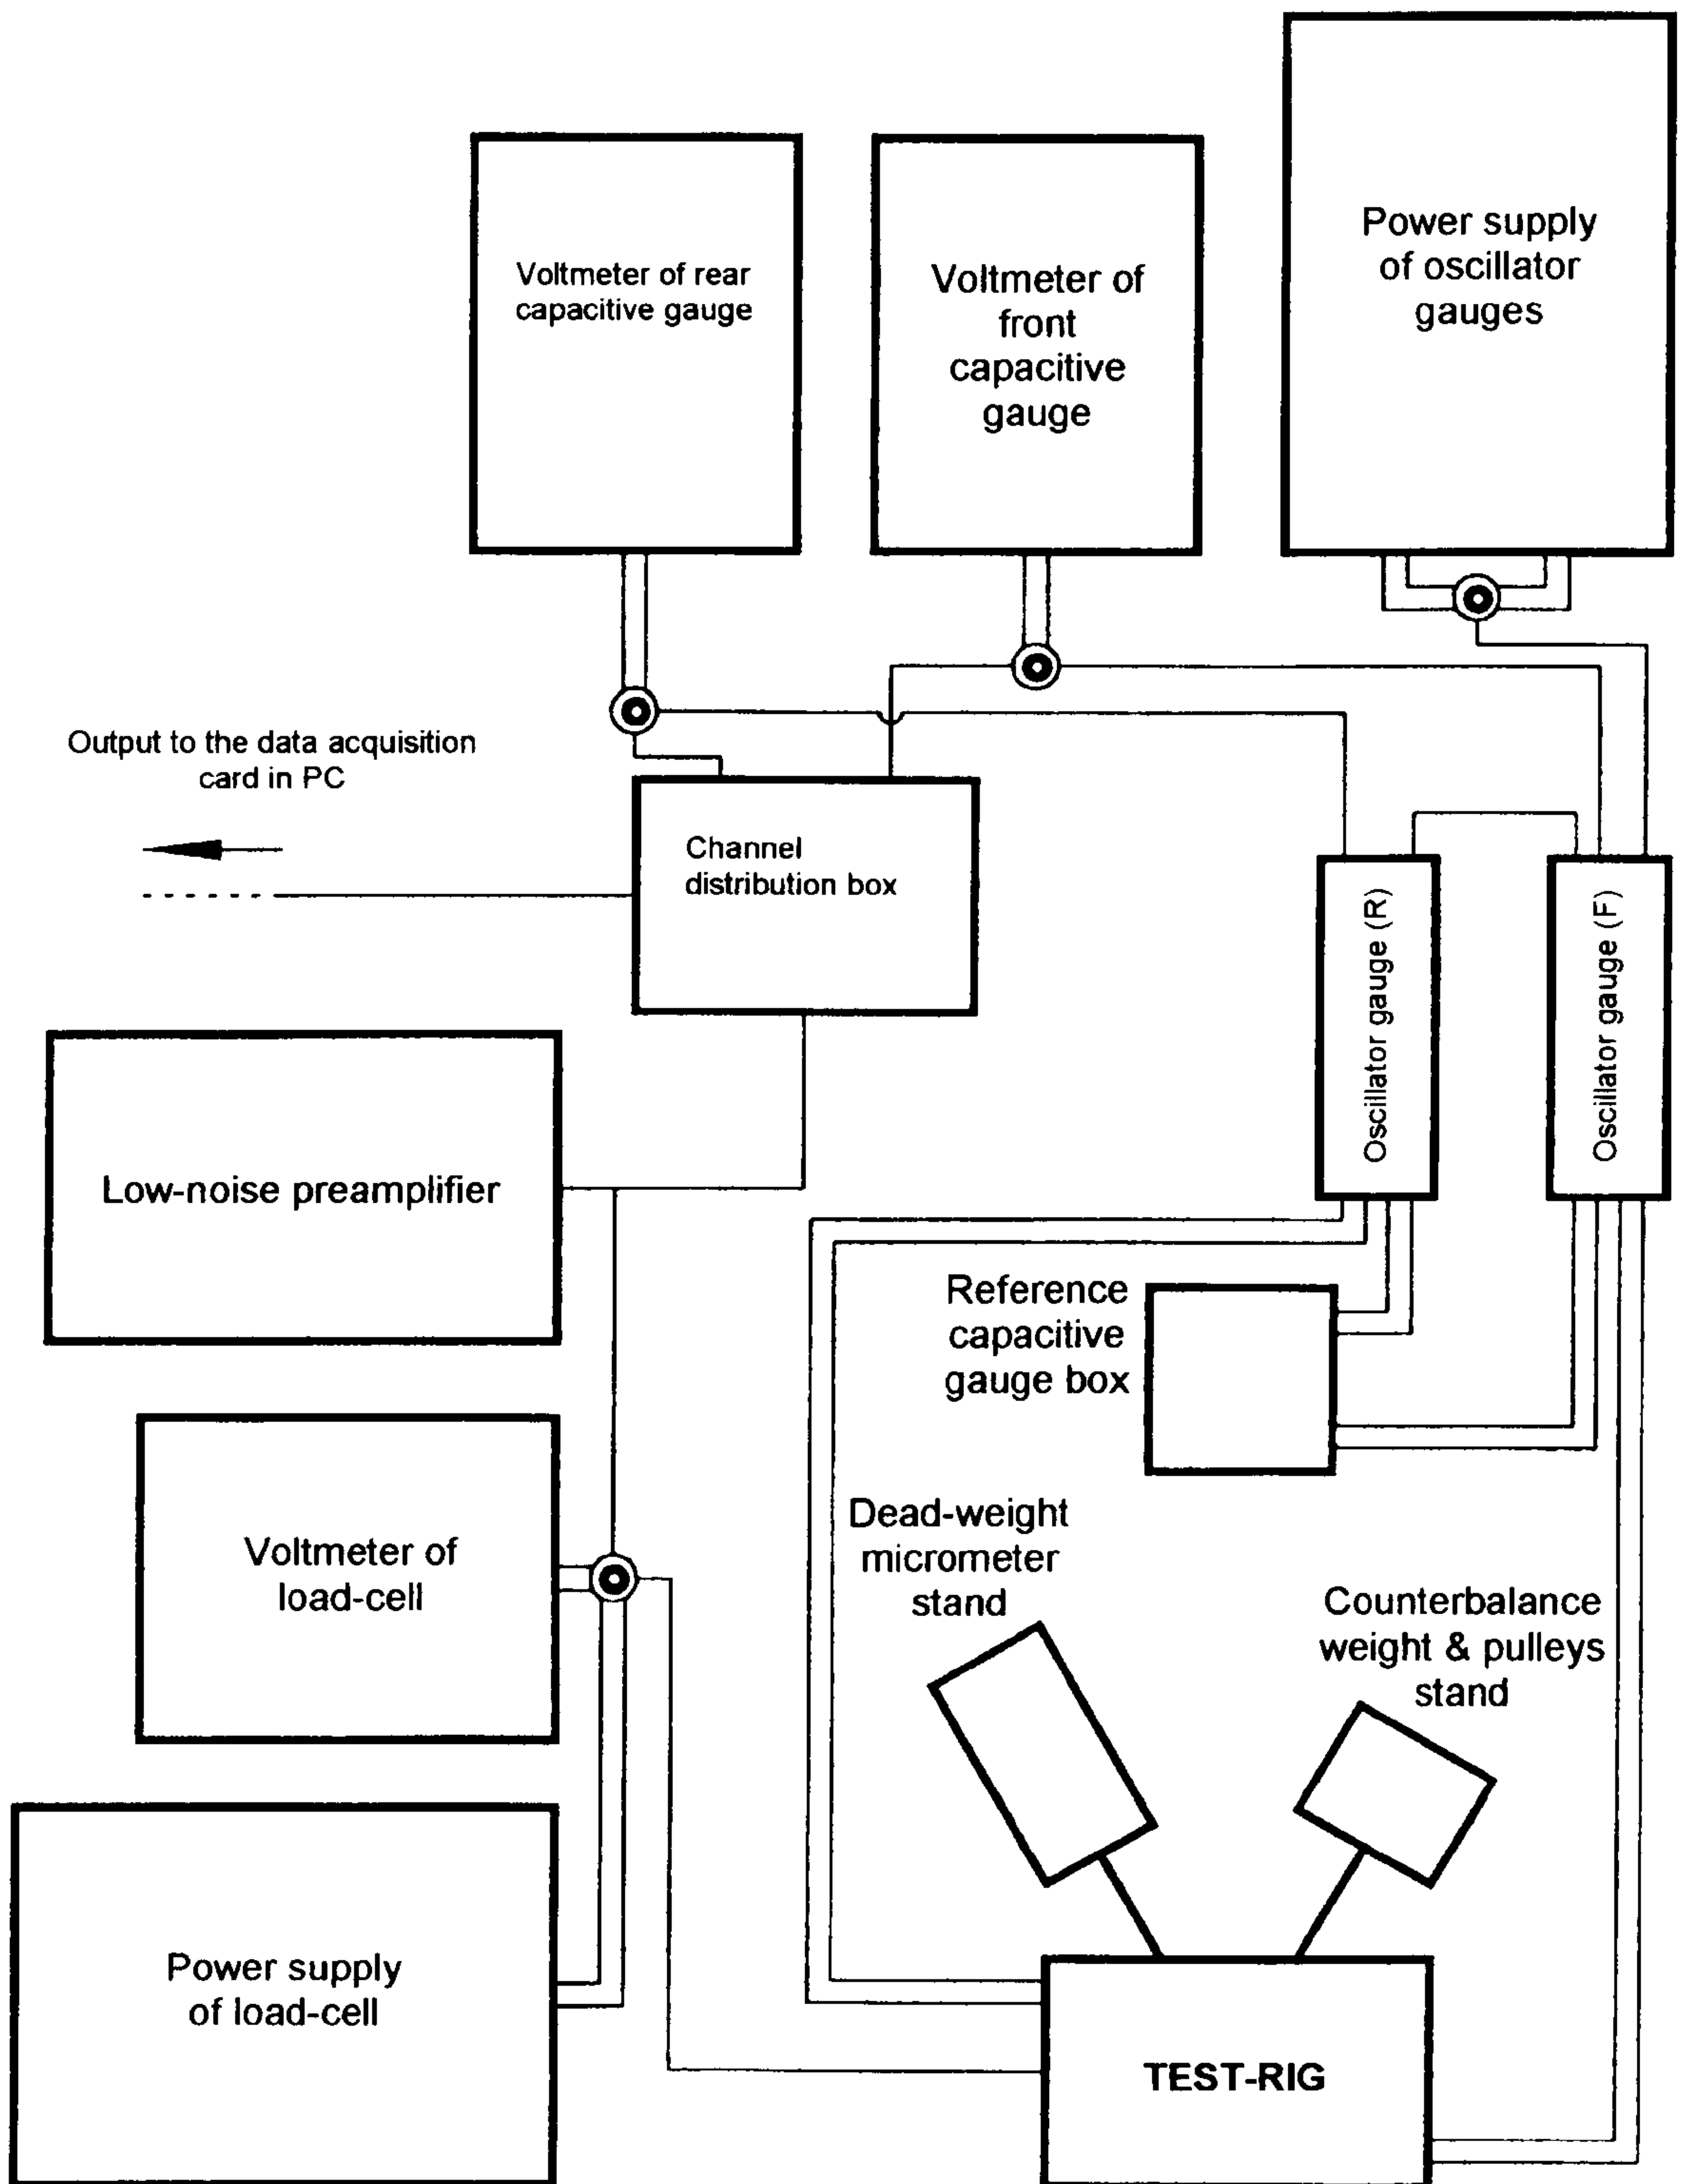 Power supply
of oscillator
gauges
Voltmeter of rear
capacitive gauge
Voltmeter of
front
capacitive
gauge
Output to the data acquisition
card in PC
Channel
distribution box
Oscillator gauge (R)
Oscillator gauge (F)
Low-noise preamplifier
Reference
capacitive
gauge box
Voltmeter of
load-cell
Dead-weight
micrometer
stand
Counterbalance
weight & pulleys
stand
Power supply
of load-cell
TEST-RIG